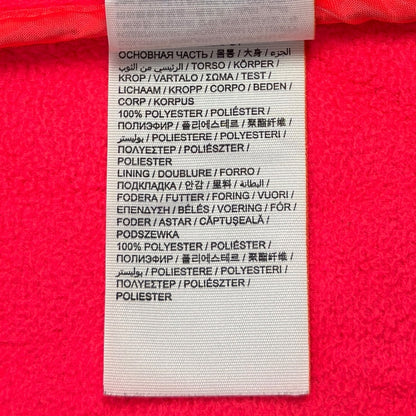 ОСНОВНАЯ ЧАСТЬ / 몸통 / 大身 / الجزء
الرئيسي من الثوب / TORSO / KÖRPER /
KROP / VARTALO / ΣΩΜΑ / TEST /
LICHAAM / KROPP / CORPO / BEDEN /
CORP / KORPUS
100% POLYESTER / POLIÉSTER /
ПОЛИЭФИР / 폴리에스테르 / 聚酯纤维 /
بوليستر / POLIESTERE / POLYESTERI /
ΠΟΛΥΕΣΤΕΡ / POLIÉSZTER /
POLIESTER
LINING / DOUBLURE / FORRO /
ПОДКЛАДКА / 안감 / 里料 / البطانة /
FODERA / FUTTER / FORING / VUORI /
ΕΠΕΝΔΥΣΗ / BÉLÉS / VOERING / FÔR /
FODER / ASTAR / CĂPTUȘEALĂ /
PODSZEWKA
100% POLYESTER / POLIÉSTER /
ПОЛИЭФИР / 폴리에스테르 / 聚酯纤维 /
بوليستر / POLIESTERE / POLYESTERI /
ΠΟΛΥΕΣΤΕΡ / POLIÉSZTER /
POLIESTER